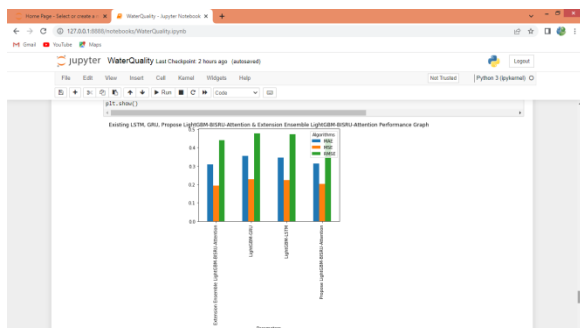 Home Page - Select or create a n
WaterQuality - Jupyter Notebook
127.0.0.1:8888/notebooks/WaterQuality.ipynb
Gmail YouTube Maps
jupyter WaterQuality Last Checkpoint 2 hours ago (autosaved)
Logout
File Edit View Insert Cell Kernel Widgets Help
Not Trusted Python 3 (ipykernel)
Run Code
plt.show()
Existing LSTM, GRU, Propose LightGBM-BiSRU-Attention & Extension Ensemble LightGBM-BiSRU-Attention Performance Graph
Algorithms
MAE
MSE
RMSE
0.5
0.4
0.3
0.2
0.1
0.0
Extension Ensemble LightGBM-BiSRU-Attention
LightGBM-GRU
LightGBM-LSTM
Propose LightGBM-BiSRU-Attention
Parameters